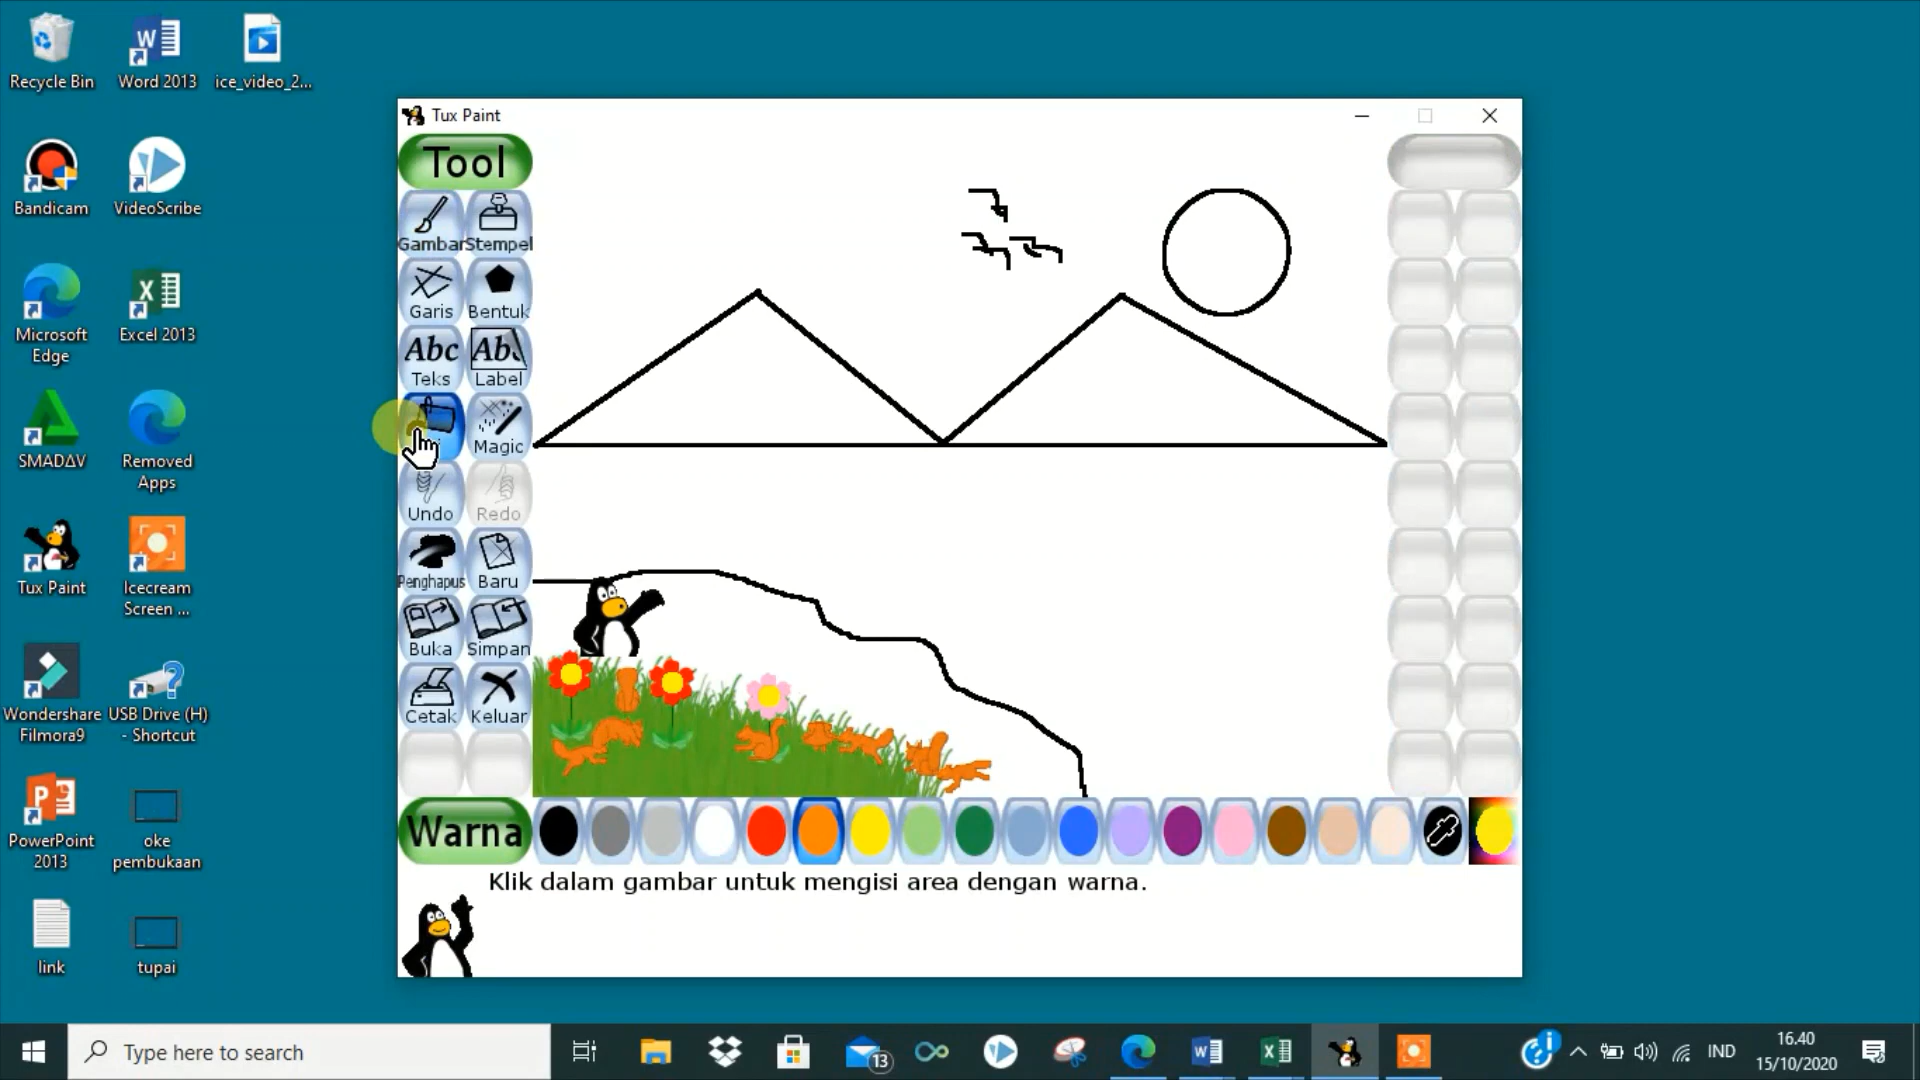 Recycle Bin
Word 2013
ice_video_2...
Bandicam
VideoScribe
Microsoft
Edge
Excel 2013
SMADΔV
Removed
Apps
Tux Paint
Icecream
Screen ...
Wondershare
Filmora9
USB Drive (H)
- Shortcut
PowerPoint
2013
oke
pembukaan
link
tupai
Tux Paint
Tool
Gambar
Stempel
Garis
Bentuk
Abc
Teks
Abc
Label
Magic
Undo
Redo
Penghapus
Baru
Buka
Simpan
Cetak
Keluar
Warna
Klik dalam gambar untuk mengisi area dengan warna.
Type here to search
13
IND
16.40
15/10/2020